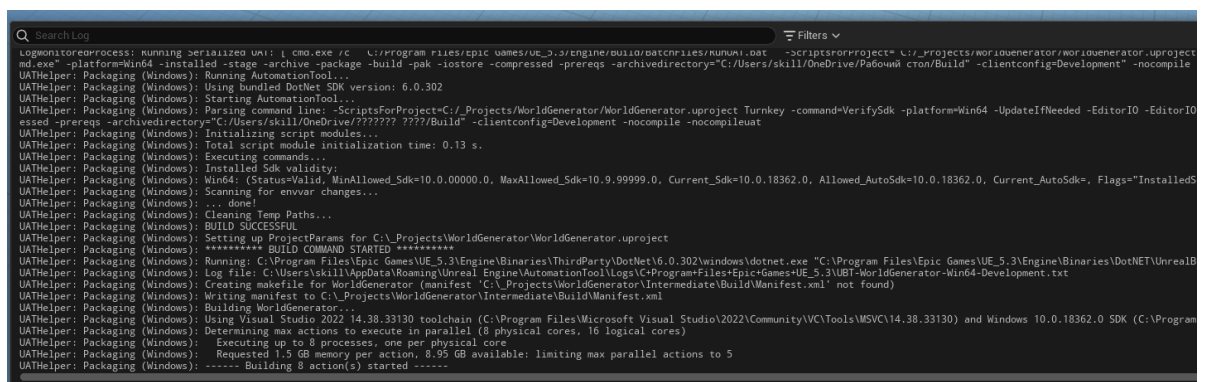 Search Log
Filters
LogMonitoredProcess: Running Serialized UAT: [ cmd.exe /c " C:/Program Files/Epic Games/UE_5.3/Engine/Build/BatchFiles/RunUAT.bat" -ScriptsForProject=" C:/_Projects/WorldGenerator/WorldGenerator.uproject
md.exe" -platform=Win64 -installed -stage -archive -package -build -pak -iostore -compressed -prereqs -archivedirectory="C:/Users/skill/OneDrive/Рабочий стол/Build" -clientconfig=Development" -nocompile
UATHelper: Packaging (Windows): Running AutomationTool...
UATHelper: Packaging (Windows): Using bundled DotNet SDK version: 6.0.302
UATHelper: Packaging (Windows): Starting AutomationTool...
UATHelper: Packaging (Windows): Parsing command line: -ScriptsForProject=C:/_Projects/WorldGenerator/WorldGenerator.uproject Turnkey -command=VerifySdk -platform=Win64 -UpdateIfNeeded -EditorIO -EditorIO
essed -prereqs -archivedirectory="C:/Users/skill/OneDrive/??????? ????/Build" -clientconfig=Development -nocompile -nocompileuat
UATHelper: Packaging (Windows): Initializing script modules...
UATHelper: Packaging (Windows): Total script module initialization time: 0.13 s.
UATHelper: Packaging (Windows): Executing commands...
UATHelper: Packaging (Windows): Installed Sdk validity:
UATHelper: Packaging (Windows): Win64: (Status=Valid, MinAllowed_Sdk=10.0.00000.0, MaxAllowed_Sdk=10.9.99999.0, Current_Sdk=10.0.18362.0, Allowed_AutoSdk=10.0.18362.0, Current_AutoSdk=, Flags="InstalledS
UATHelper: Packaging (Windows): Scanning for envvar changes...
UATHelper: Packaging (Windows): ... done!
UATHelper: Packaging (Windows): Cleaning Temp Paths...
UATHelper: Packaging (Windows): BUILD SUCCESSFUL
UATHelper: Packaging (Windows): Setting up ProjectParams for C:\_Projects\WorldGenerator\WorldGenerator.uproject
UATHelper: Packaging (Windows): ********** BUILD COMMAND STARTED **********
UATHelper: Packaging (Windows): Running: C:\Program Files\Epic Games\UE_5.3\Engine\Binaries\ThirdParty\DotNet\6.0.302\windows\dotnet.exe "C:\Program Files\Epic Games\UE_5.3\Engine\Binaries\DotNET\UnrealB
UATHelper: Packaging (Windows): Log file: C:\Users\skill\AppData\Roaming\Unreal Engine\AutomationTool\Logs\C+Program+Files+Epic+Games+UE_5.3\UBT-WorldGenerator-Win64-Development.txt
UATHelper: Packaging (Windows): Creating makefile for WorldGenerator (manifest 'C:\_Projects\WorldGenerator\Intermediate\Build\Manifest.xml' not found)
UATHelper: Packaging (Windows): Writing manifest to C:\_Projects\WorldGenerator\Intermediate\Build\Manifest.xml
UATHelper: Packaging (Windows): Building WorldGenerator...
UATHelper: Packaging (Windows): Using Visual Studio 2022 14.38.33130 toolchain (C:\Program Files\Microsoft Visual Studio\2022\Community\VC\Tools\MSVC\14.38.33130) and Windows 10.0.18362.0 SDK (C:\Program
UATHelper: Packaging (Windows): Determining max actions to execute in parallel (8 physical cores, 16 logical cores)
UATHelper: Packaging (Windows):   Executing up to 8 processes, one per physical core
UATHelper: Packaging (Windows):   Requested 1.5 GB memory per action, 8.95 GB available: limiting max parallel actions to 5
UATHelper: Packaging (Windows): ------ Building 8 action(s) started ------